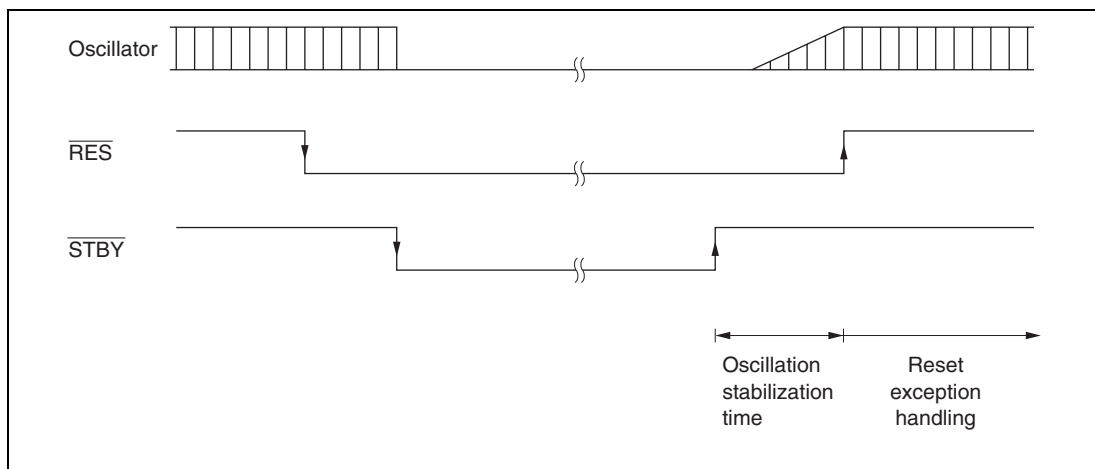 Oscillator
RES
STBY
Oscillation
stabilization
time
Reset
exception
handling